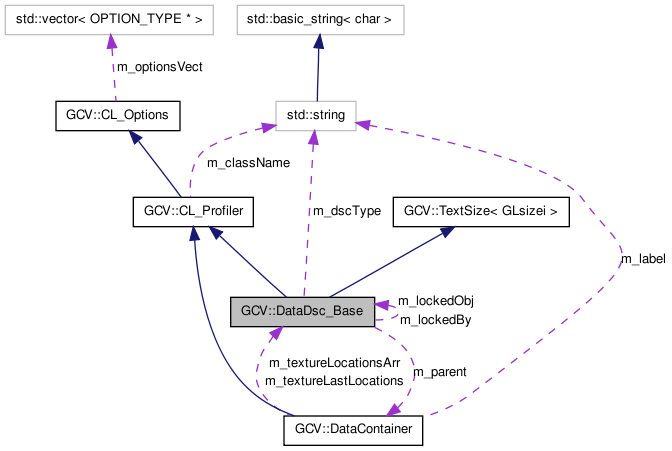 std::vector< OPTION_TYPE * >
std::basic_string< char >
m_optionsVect
GCV::CL_Options
std::string
m_className
GCV::CL_Profiler
m_dscType
GCV::TextSize< GLsizei >
m_label
GCV::DataDsc_Base
m_lockedObj
m_lockedBy
m_textureLocationsArr
m_textureLastLocations
m_parent
GCV::DataContainer